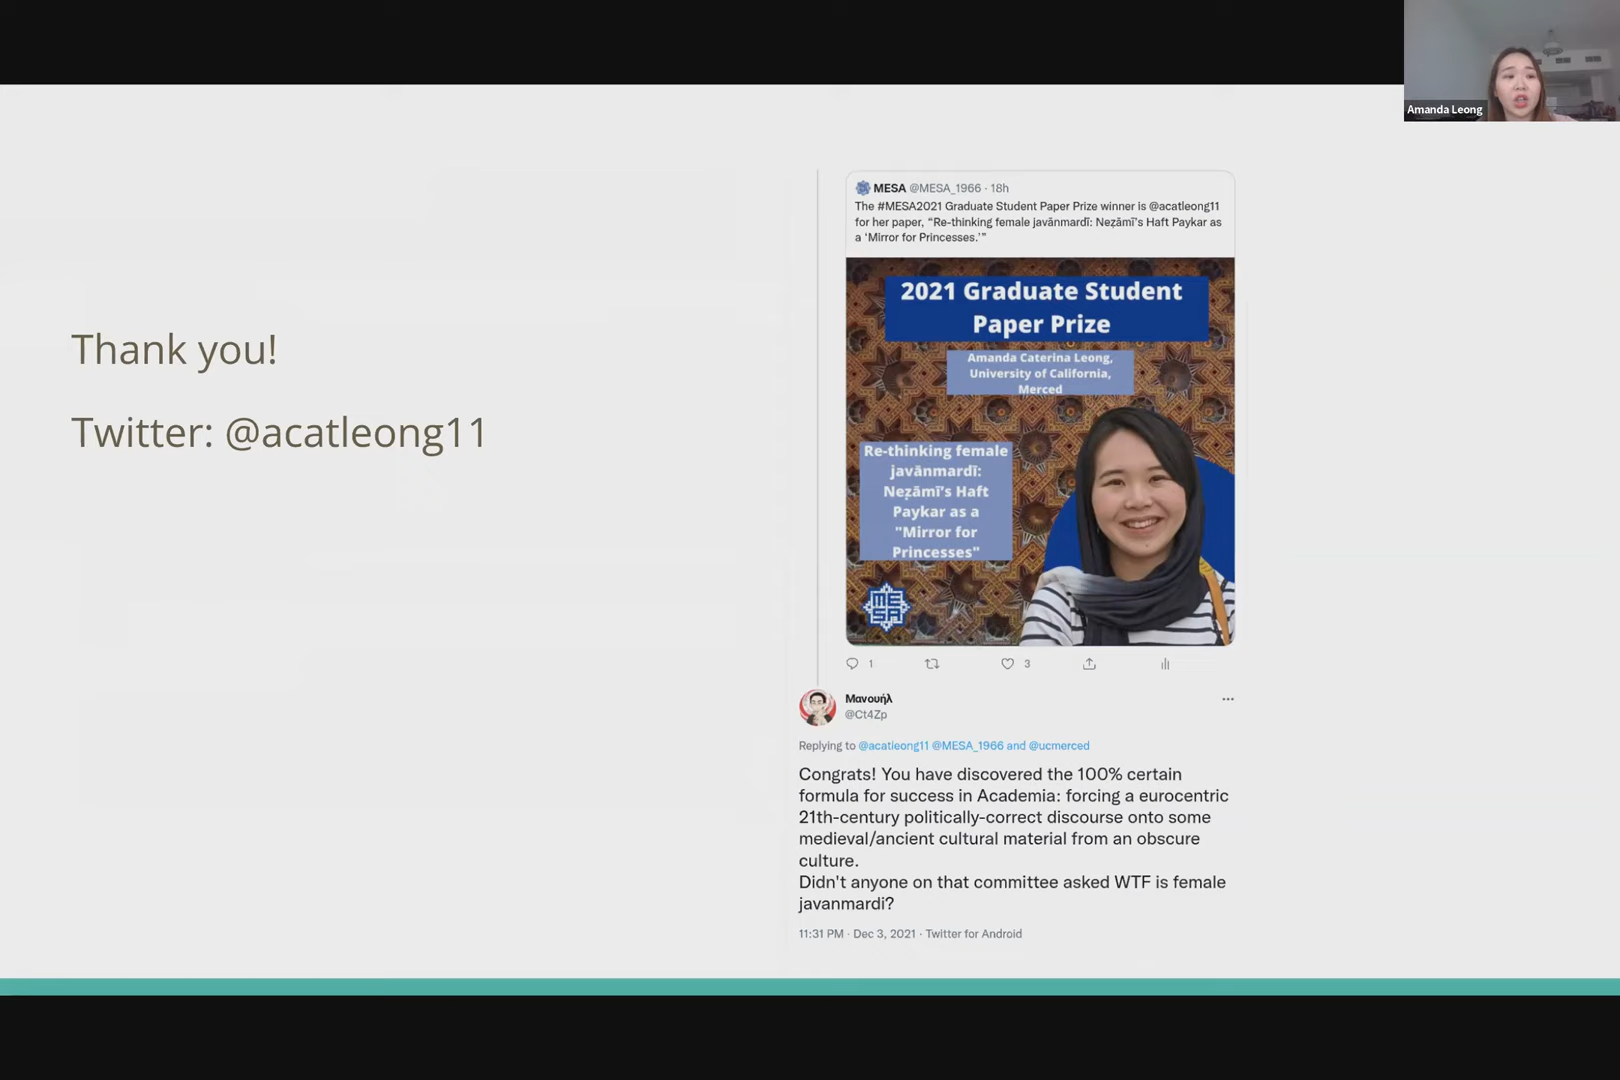 Amanda Leong
Thank you!
Twitter: @acatleong11
MESA @MESA_1966 · 18h
The #MESA2021 Graduate Student Paper Prize winner is @acatleong11
for her paper, “Re-thinking female javānmardī: Neẓāmī’s Haft Paykar as
a ‘Mirror for Princesses.’”
2021 Graduate Student
Paper Prize
Amanda Caterina Leong,
University of California,
Merced
Re-thinking female
javānmardī:
Neẓāmī's Haft
Paykar as a
"Mirror for
Princesses"
MESA
1
3
Μανουήλ
@Ct4Zp
Replying to @acatleong11 @MESA_1966 and @ucmerced
Congrats! You have discovered the 100% certain
formula for success in Academia: forcing a eurocentric
21th-century politically-correct discourse onto some
medieval/ancient cultural material from an obscure
culture.
Didn't anyone on that committee asked WTF is female
javanmardi?
11:31 PM · Dec 3, 2021 · Twitter for Android